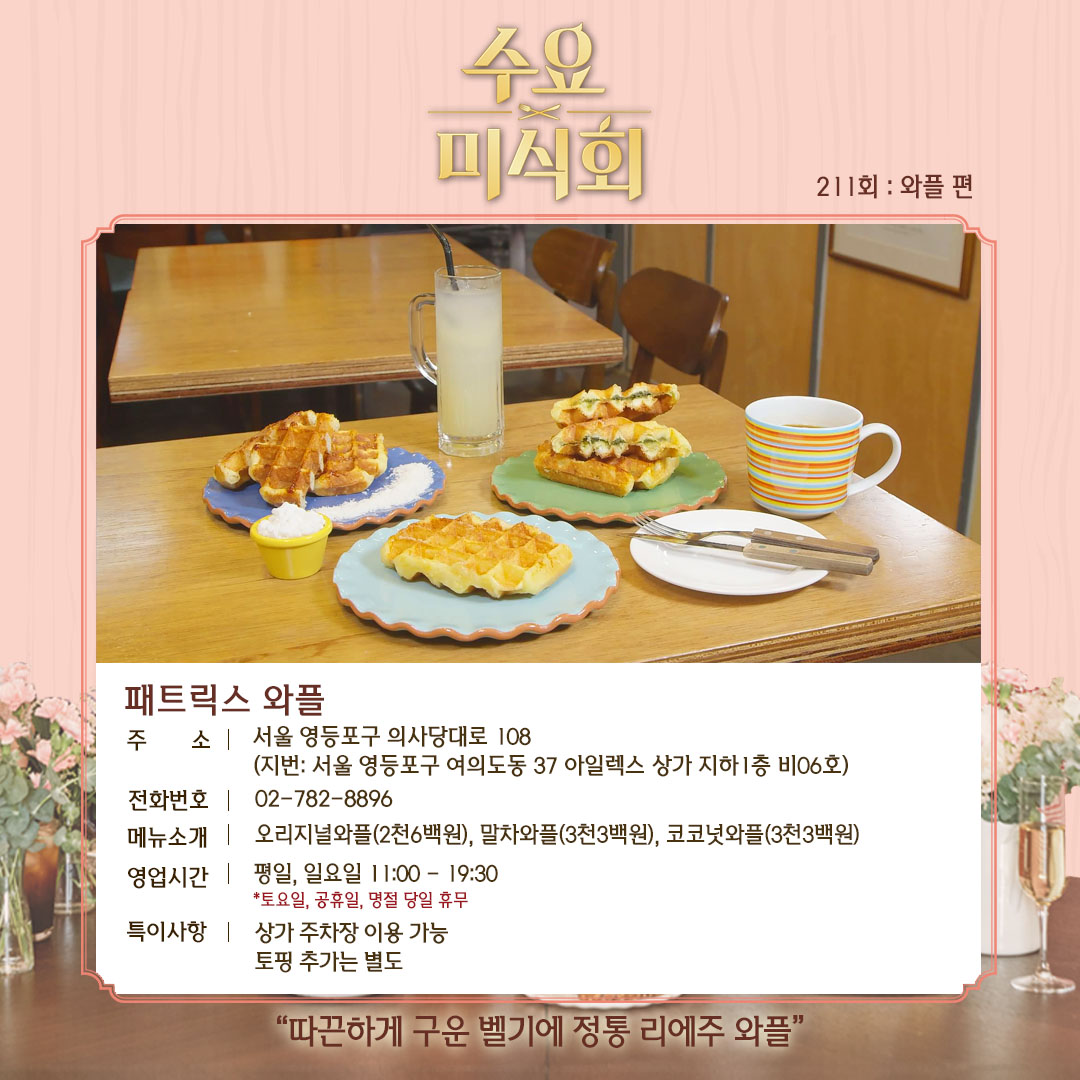 수요
미식회
211회 : 와플 편
패트릭스 와플
주 소 | 서울 영등포구 의사당대로 108
(지번: 서울 영등포구 여의도동 37 아일렉스 상가 지하1층 비06호)
전화번호 | 02-782-8896
메뉴소개 | 오리지널와플(2천6백원), 말차와플(3천3백원), 코코넛와플(3천3백원)
영업시간 | 평일, 일요일 11:00 - 19:30
*토요일, 공휴일, 명절 당일 휴무
특이사항 | 상가 주차장 이용 가능
토핑 추가는 별도
“따끈하게 구운 벨기에 정통 리에주 와플”